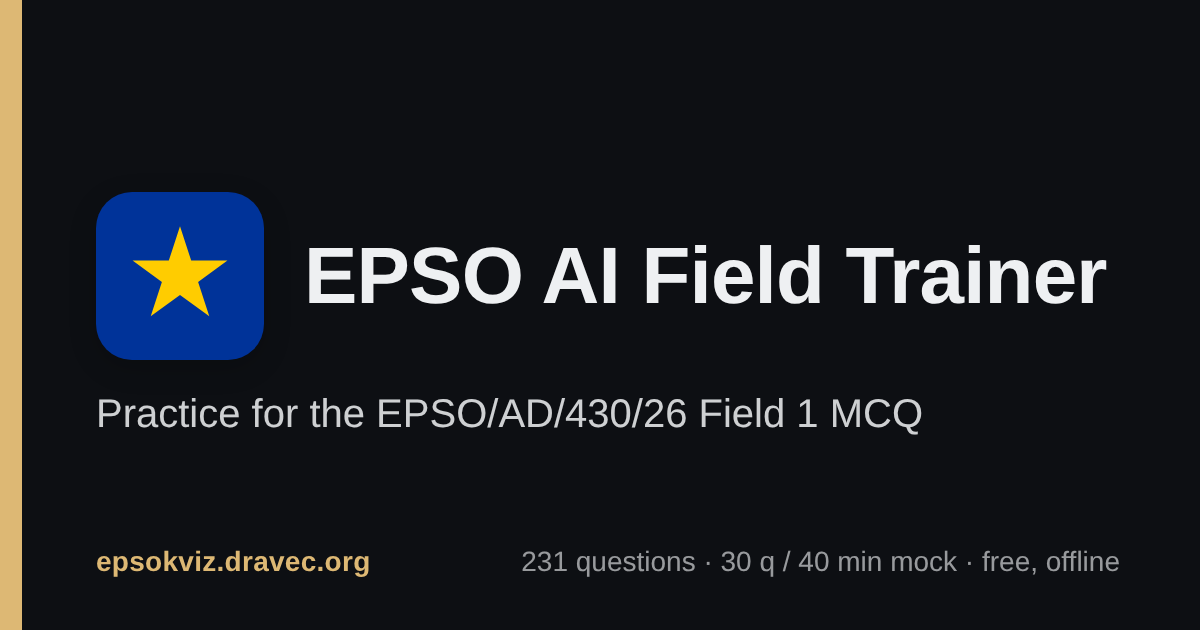 EPSO AI Field Trainer
Practice for the EPSO/AD/430/26 Field 1 MCQ
epsokviz.dravec.org
231 questions · 30 q / 40 min mock · free, offline